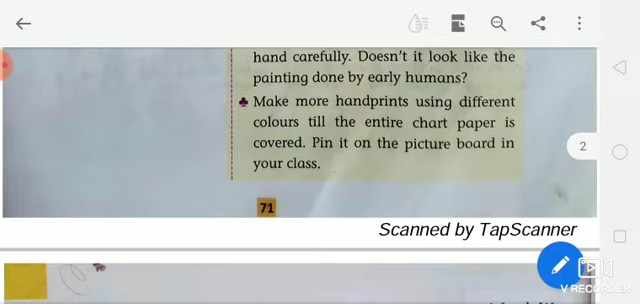 hand carefully. Doesn't it look like the
painting done by early humans?
♣ Make more handprints using different
colours till the entire chart paper is
covered. Pin it on the picture board in
your class.
2
71
Scanned by TapScanner
V RECORDER